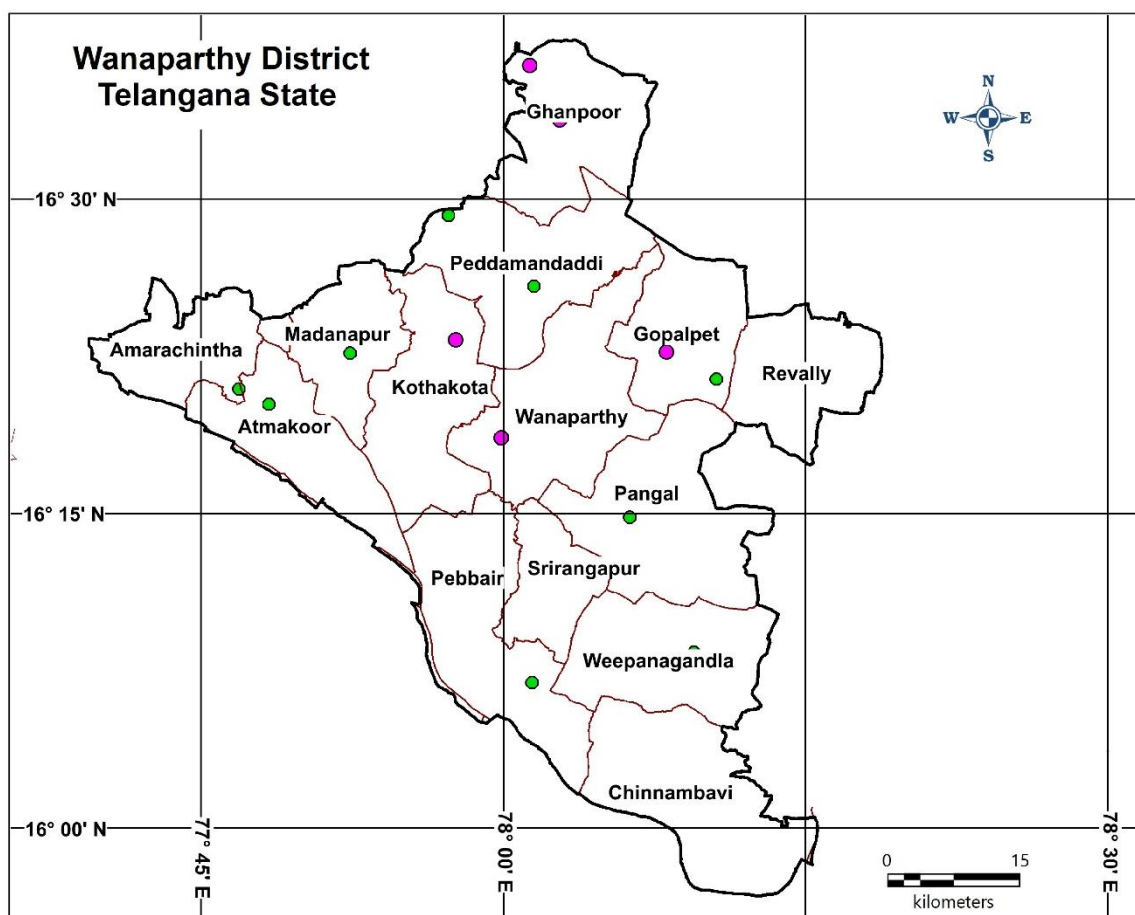 Wanaparthy District
Telangana State
N
W E
S
Ghanpoor
16° 30' N
Peddamandaddi
Madanapur
Gopalpet
Amarachintha
Revally
Kothakota
Wanaparthy
Atmakoor
Pangal
16° 15' N
Srirangapur
Pebbair
Weepanagandla
Chinnambavi
16° 00' N
77° 45' E
78° 00' E
78° 30' E
0 15
kilometers